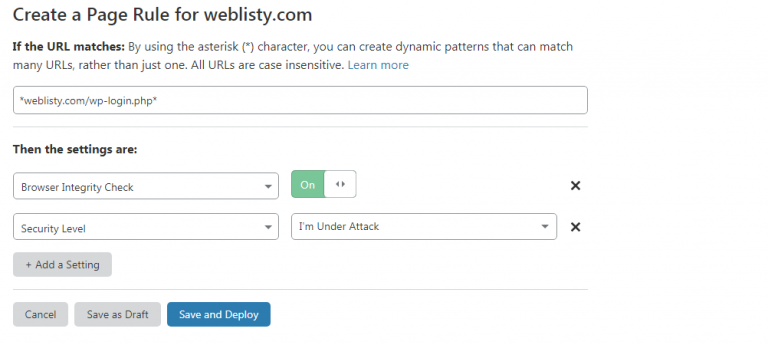 Create a Page Rule for weblisty.com
If the URL matches: By using the asterisk (*) character, you can create dynamic patterns that can match
many URLs, rather than just one. All URLs are case insensitive. Learn more
*weblisty.com/wp-login.php*
Then the settings are:
Browser Integrity Check On
Security Level I'm Under Attack
+ Add a Setting
Cancel Save as Draft Save and Deploy